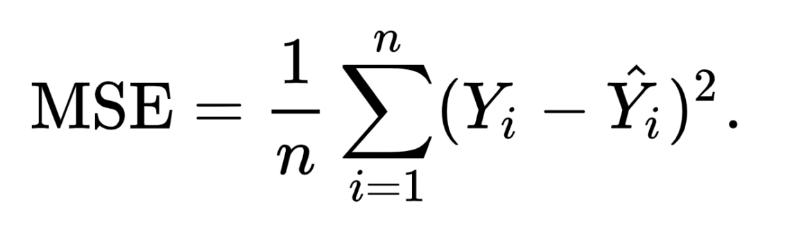 MSE = \frac{1}{n} \sum_{i=1}^{n} (Y_i - \hat{Y}_i)^2.